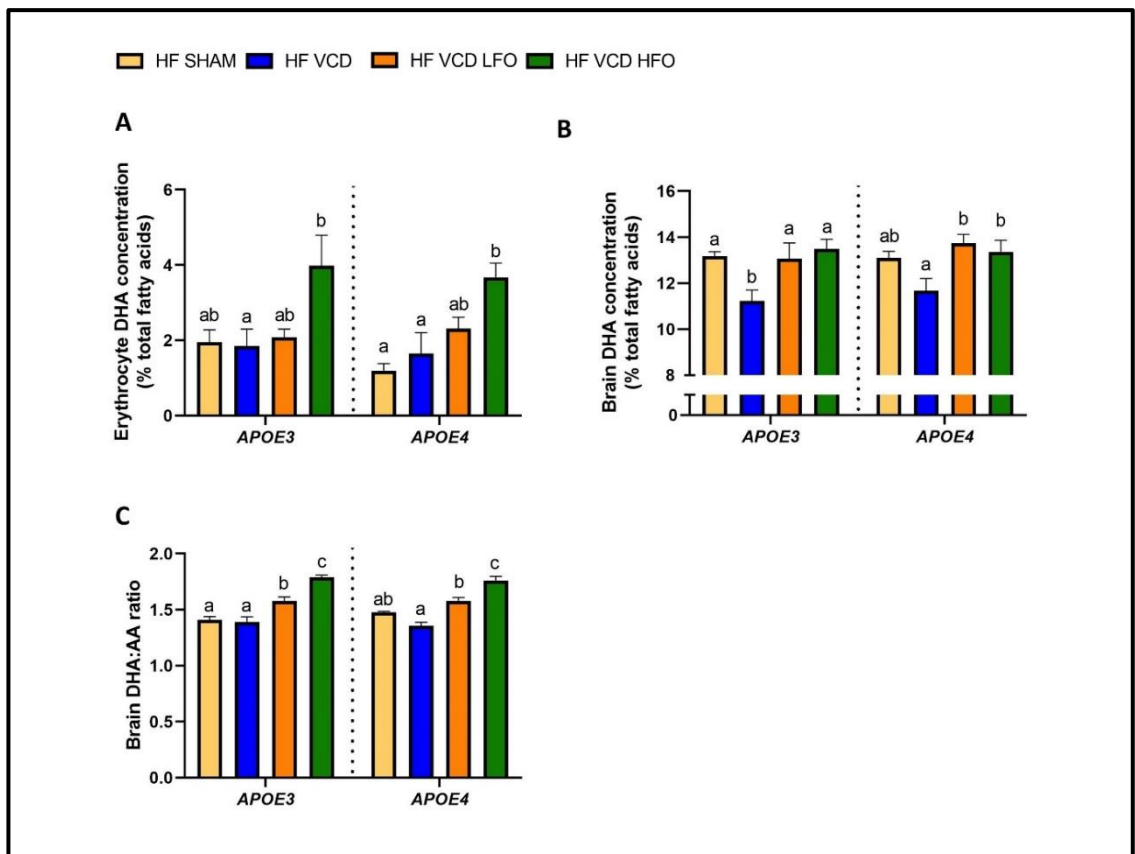 HF SHAM HF VCD HF VCD LFO HF VCD HFO
A
Erythrocyte DHA concentration
(% total fatty acids)
6
4
2
0
ab a ab b
a a ab b
APOE3 APOE4
B
Brain DHA concentration
(% total fatty acids)
16
14
12
10
8
0
a b a a
ab a b b
APOE3 APOE4
C
Brain DHA:AA ratio
2.0
1.5
1.0
0.5
0.0
a a b c
ab a b c
APOE3 APOE4